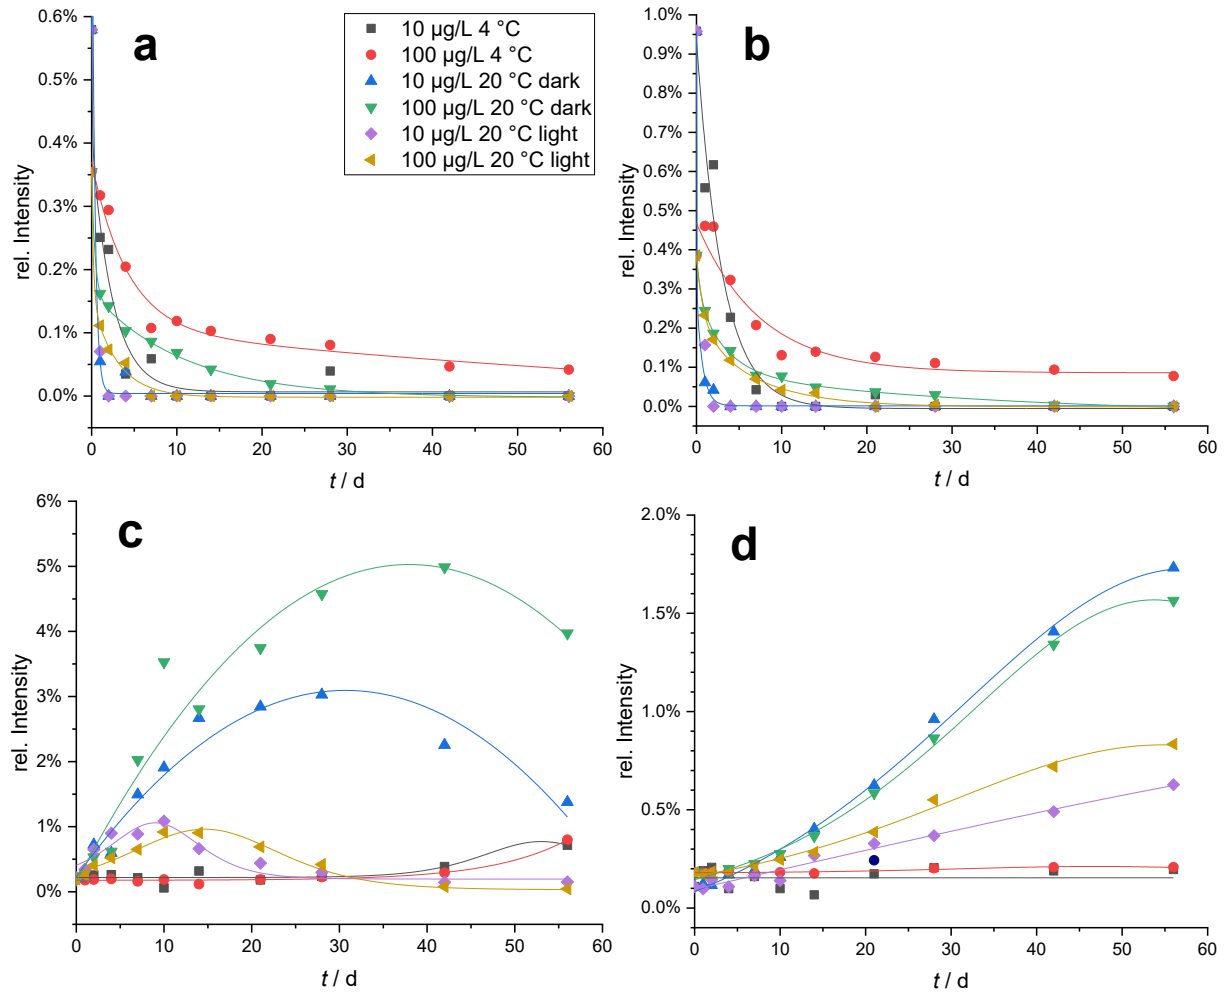 a
0.6%
0.5%
0.4%
0.3%
0.2%
0.1%
0.0%
rel. Intensity
0 10 20 30 40 50 60
t / d
10 µg/L 4 °C
100 µg/L 4 °C
10 µg/L 20 °C dark
100 µg/L 20 °C dark
10 µg/L 20 °C light
100 µg/L 20 °C light
b
1.0%
0.9%
0.8%
0.7%
0.6%
0.5%
0.4%
0.3%
0.2%
0.1%
0.0%
rel. Intensity
0 10 20 30 40 50 60
t / d
c
6%
5%
4%
3%
2%
1%
0%
rel. Intensity
0 10 20 30 40 50 60
t / d
d
2.0%
1.5%
1.0%
0.5%
0.0%
rel. Intensity
0 10 20 30 40 50 60
t / d